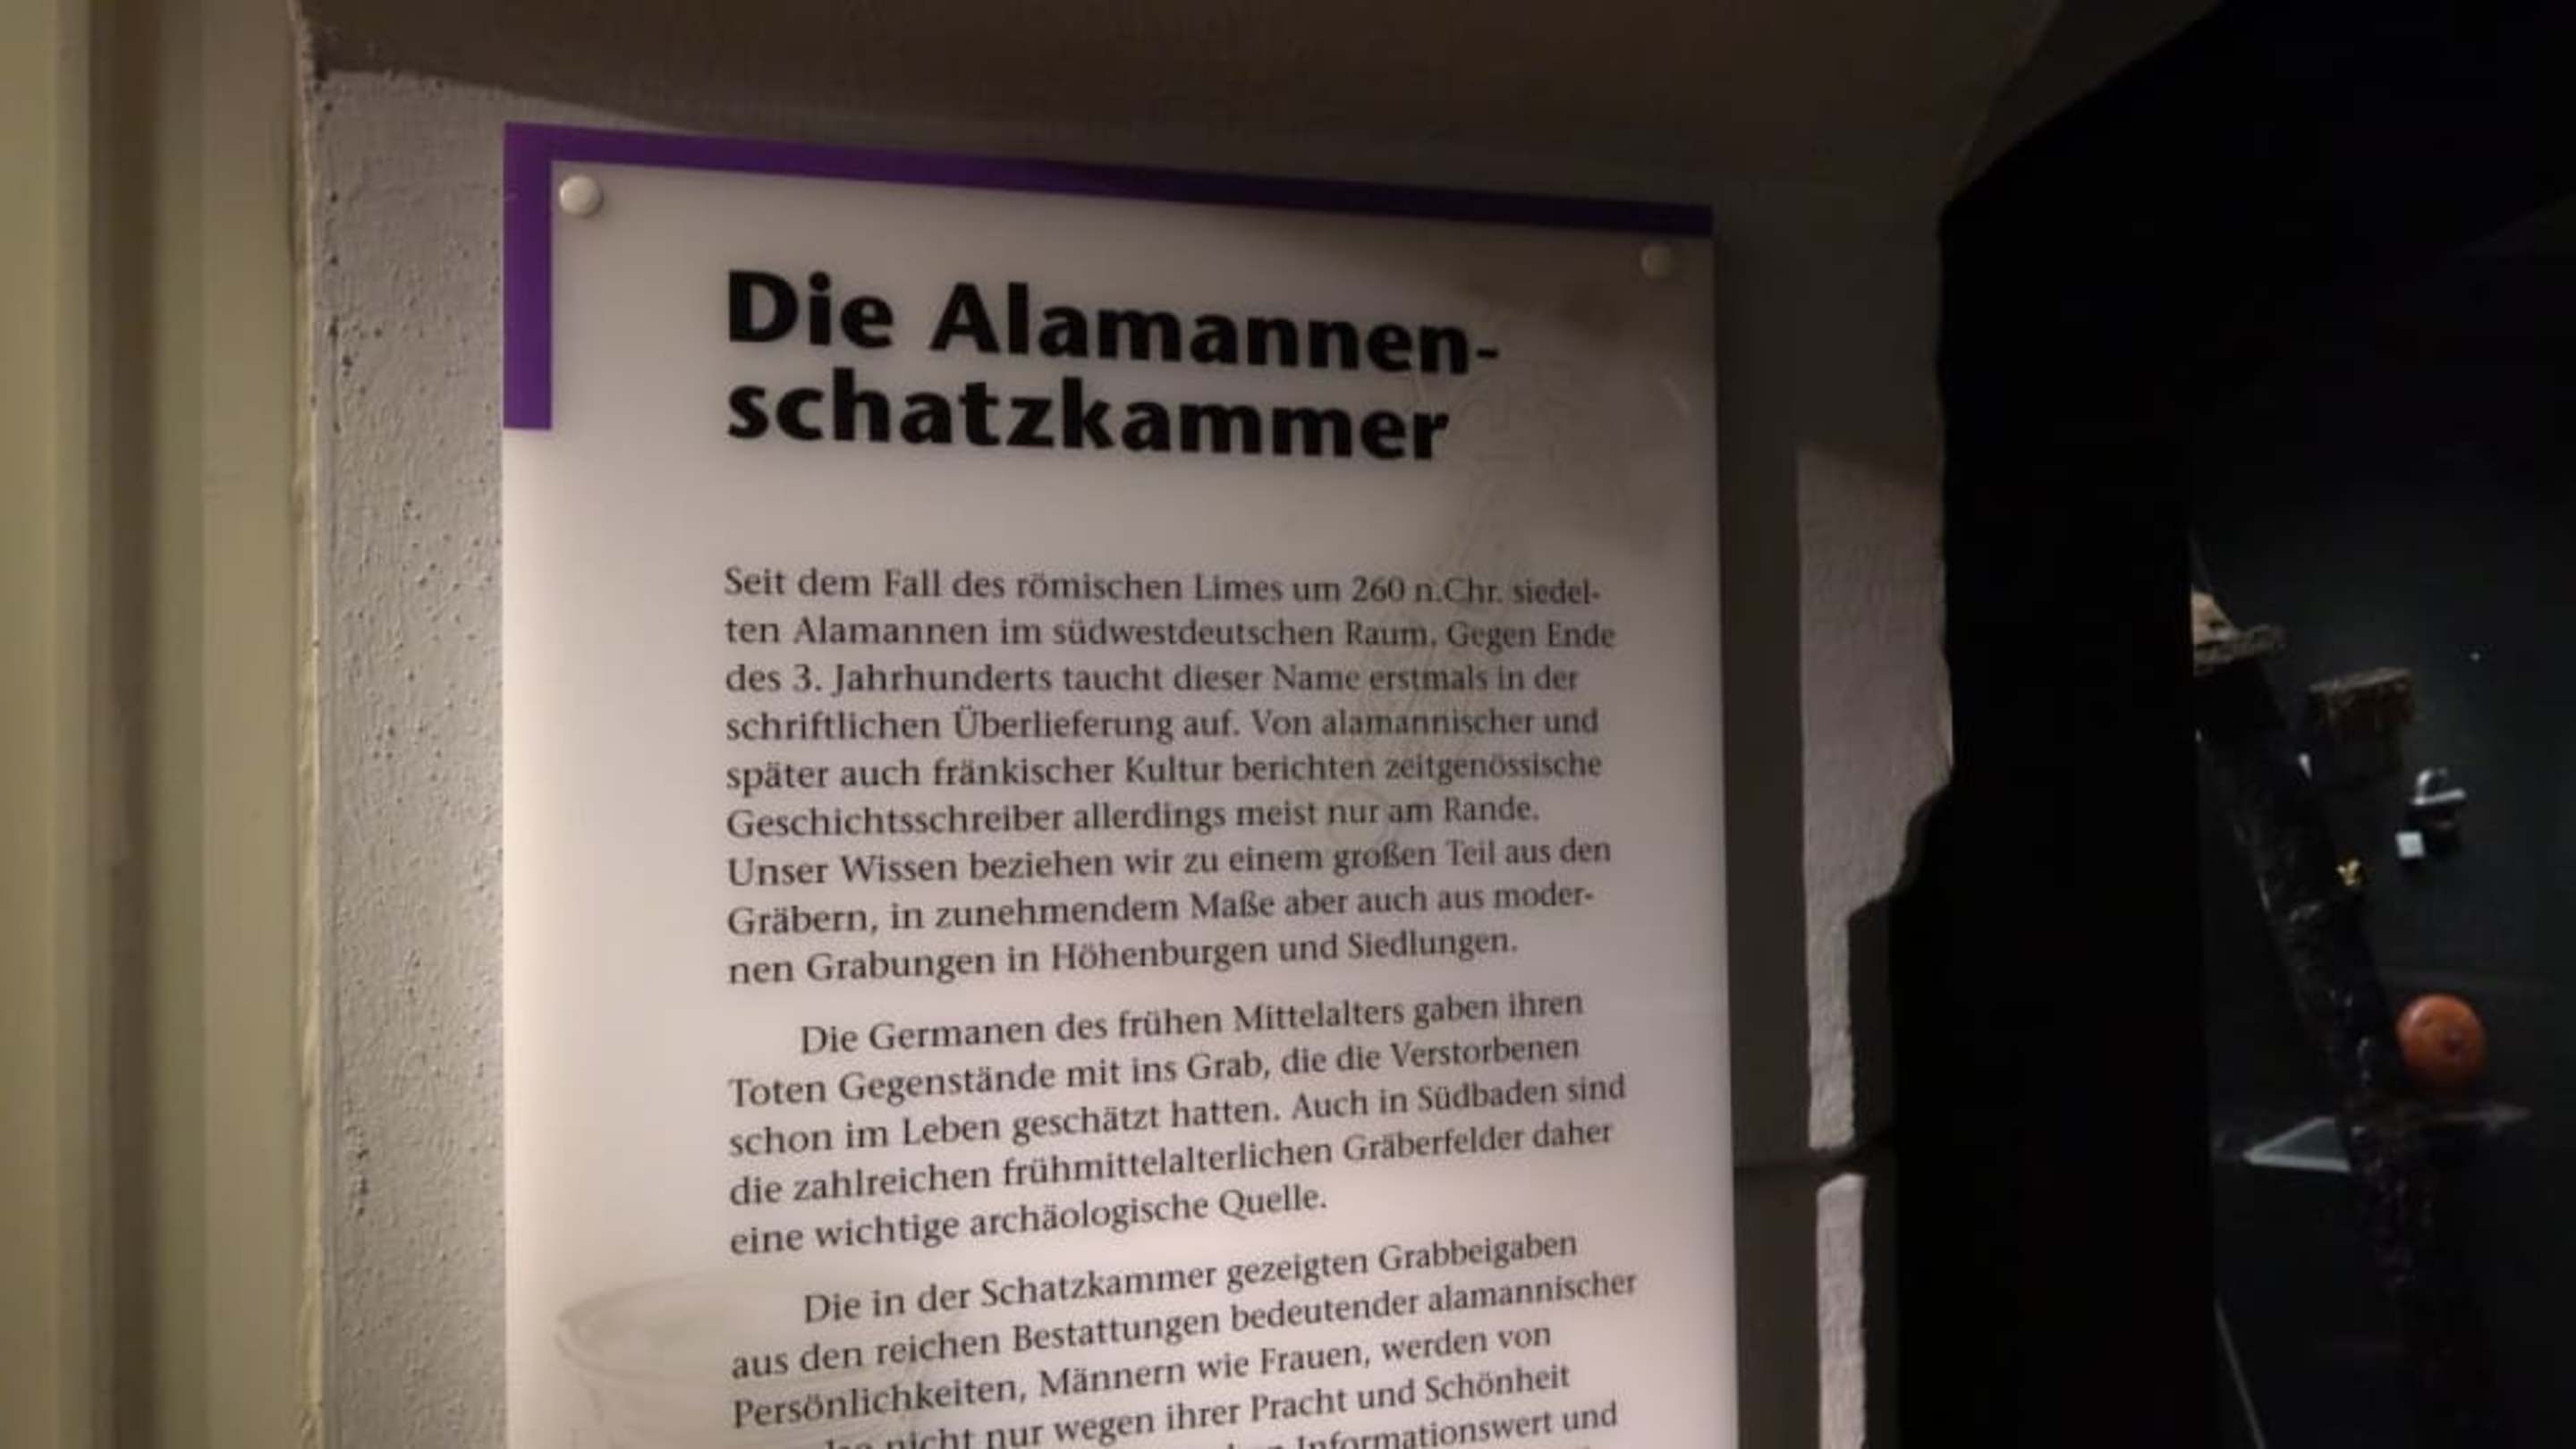 Die Alamannen-
schatzkammer
Seit dem Fall des römischen Limes um 260 n.Chr. siedel-
ten Alamannen im südwestdeutschen Raum. Gegen Ende
des 3. Jahrhunderts taucht dieser Name erstmals in der
schriftlichen Überlieferung auf. Von alamannischer und
später auch fränkischer Kultur berichten zeitgenössische
Geschichtsschreiber allerdings meist nur am Rande.
Unser Wissen beziehen wir zu einem großen Teil aus den
Gräbern, in zunehmendem Maße aber auch aus moder-
nen Grabungen in Höhenburgen und Siedlungen.
Die Germanen des frühen Mittelalters gaben ihren
Toten Gegenstände mit ins Grab, die die Verstorbenen
schon im Leben geschätzt hatten. Auch in Südbaden sind
die zahlreichen frühmittelalterlichen Gräberfelder daher
eine wichtige archäologische Quelle.
Die in der Schatzkammer gezeigten Grabbeigaben
aus den reichen Bestattungen bedeutender alamannischer
Persönlichkeiten, Männern wie Frauen, werden von
nicht nur wegen ihrer Pracht und Schönheit
Informationswert und